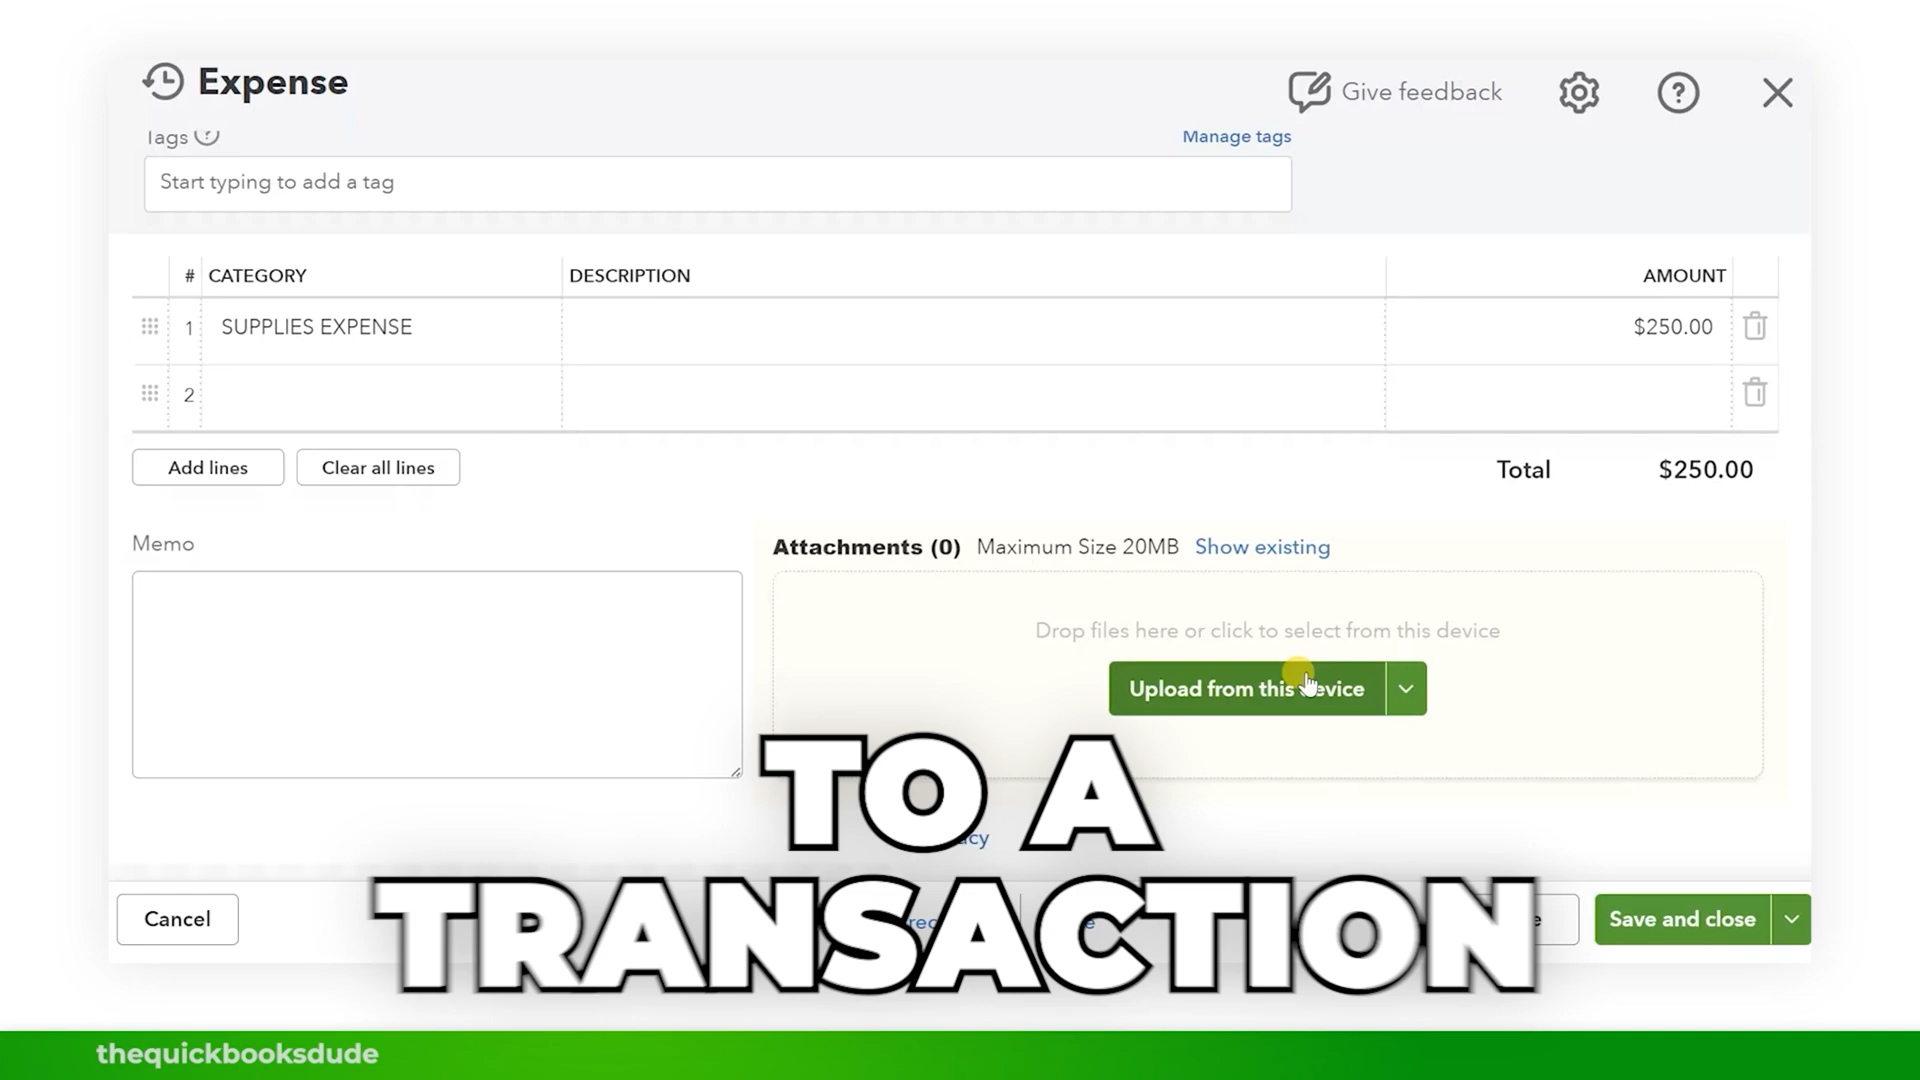 Expense
Give feedback
Tags
Manage tags
Start typing to add a tag
# CATEGORY DESCRIPTION AMOUNT
1 SUPPLIES EXPENSE $250.00
2
Add lines Clear all lines Total $250.00
Memo
Attachments (0) Maximum Size 20MB Show existing
Drop files here or click to select from this device
Upload from this device
TO A
TRANSACTION
Cancel
Save and close
thequickbooksdude